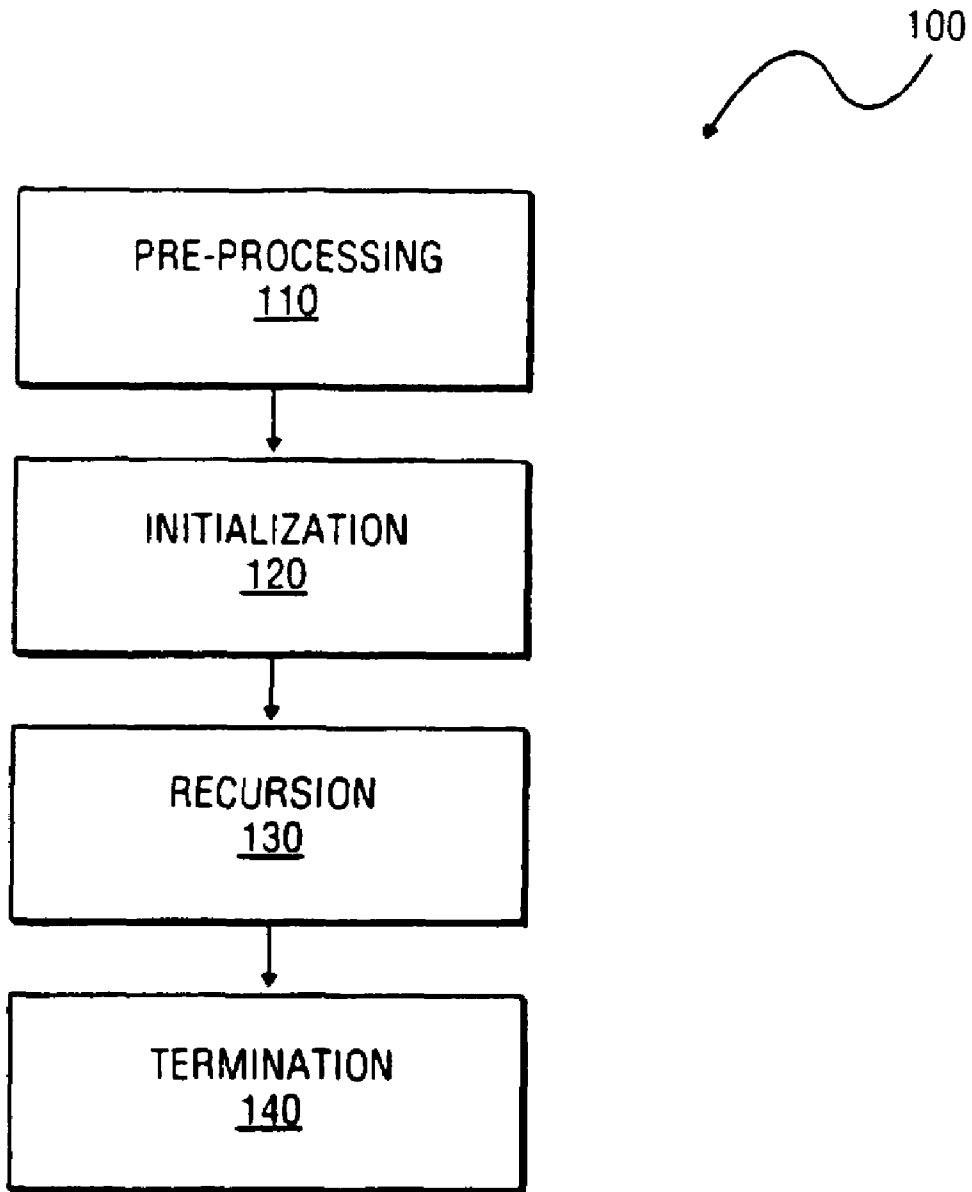 100
PRE-PROCESSING
110
INITIALIZATION
120
RECURSION
130
TERMINATION
140